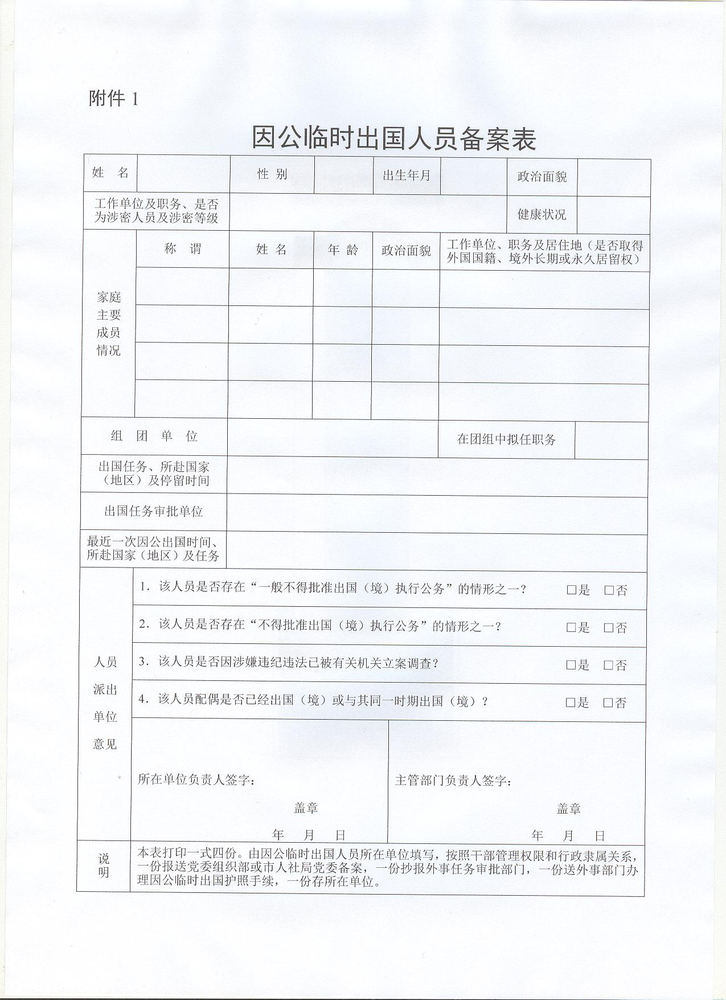 附件 1
因公临时出国人员备案表
姓 名 性 别 出生年月 政治面貌
工作单位及职务、是否
为涉密人员及涉密等级
健康状况
家庭
主要
成员
情况
称 谓 姓 名 年 龄 政治面貌
工作单位、职务及居住地（是否取得
外国国籍、境外长期或永久居留权）
组 团 单 位 在团组中拟任职务
出国任务、所赴国家
（地区）及停留时间
出国任务审批单位
最近一次因公出国时间、
所赴国家（地区）及任务
人员
派出
单位
意见
1. 该人员是否存在“一般不得批准出国（境）执行公务”的情形之一？ □是 □否
2. 该人员是否存在“不得批准出国（境）执行公务”的情形之一？ □是 □否
3. 该人员是否因涉嫌违纪违法已被有关机关立案调查？ □是 □否
4. 该人员配偶是否已经出国（境）或与其同一时期出国（境）？ □是 □否
所在单位负责人签字：
盖章
年 月 日
主管部门负责人签字：
盖章
年 月 日
说
明
本表打印一式四份。由因公临时出国人员所在单位填写，按照干部管理权限和行政隶属关系，
一份报送党委组织部或市人社局党委备案，一份抄报外事任务审批部门，一份送外事部门办
理因公临时出国护照手续，一份存所在单位。